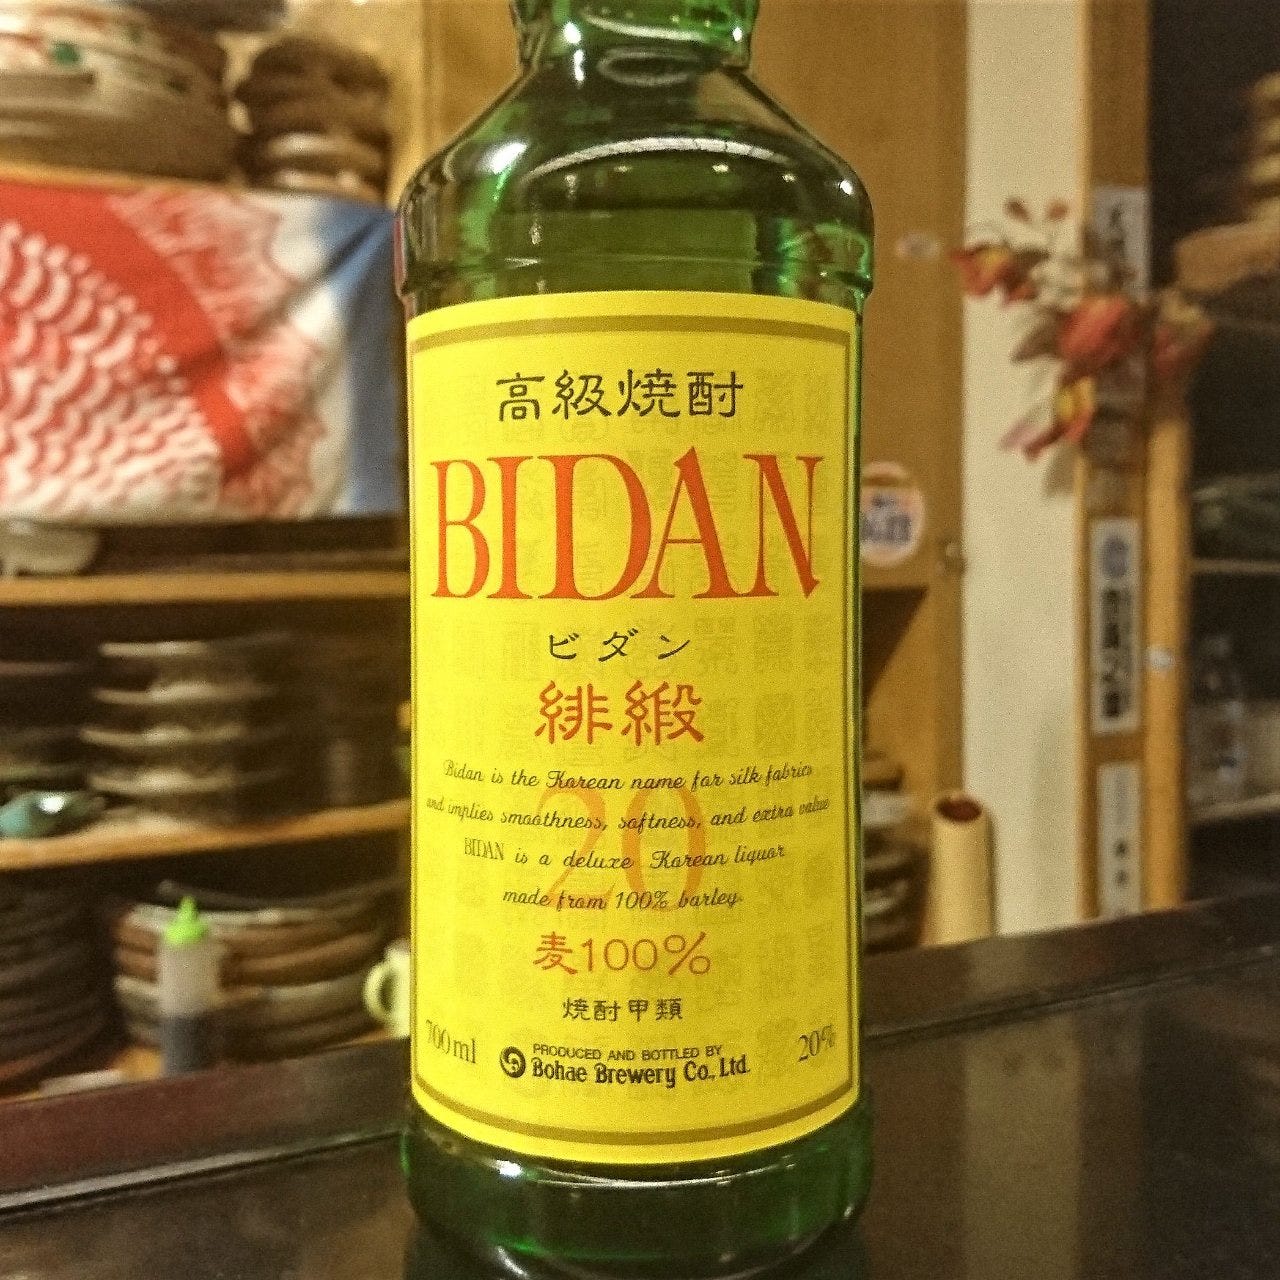 高級焼酎
BIDAN
ビダン
緋緞
20
Bidan is the Korean name for silk fabrics
and implies smoothness, softness, and extra value
BIDAN is a deluxe Korean liquor
made from 100% barley.
麦100%
焼酎甲類
700ml
PRODUCED AND BOTTLED BY
Bohae Brewery Co., Ltd.
20%